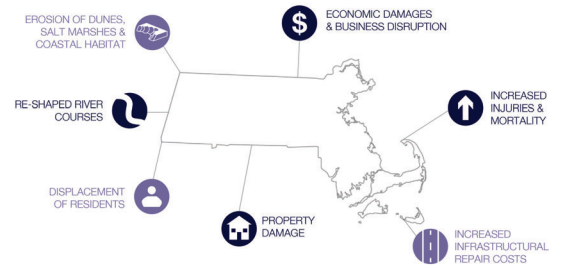 EROSION OF DUNES,
SALT MARSHES &
COASTAL HABITAT
$
ECONOMIC DAMAGES
& BUSINESS DISRUPTION
RE-SHAPED RIVER
COURSES
INCREASED
INJURIES &
MORTALITY
DISPLACEMENT
OF RESIDENTS
PROPERTY
DAMAGE
INCREASED
INFRASTRUCTURAL
REPAIR COSTS